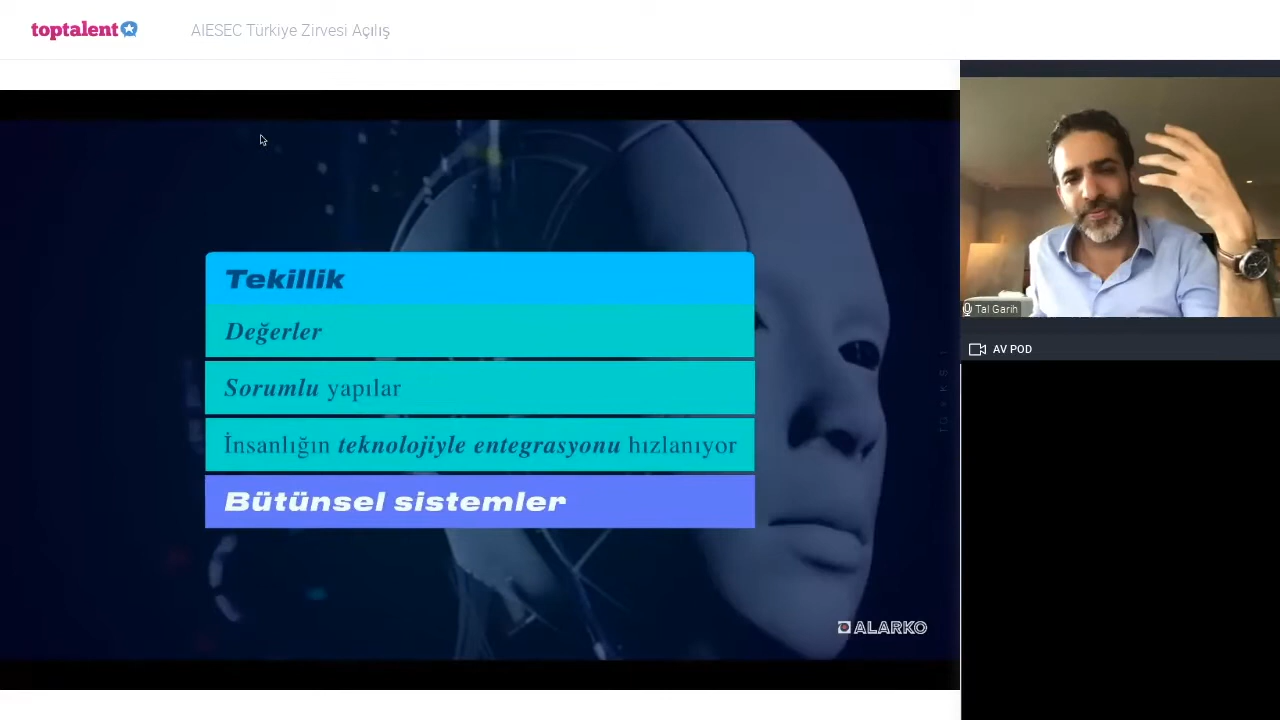 toptalent
AIESEC Türkiye Zirvesi Açılış
Tekillik
Değerler
Sorumlu yapılar
İnsanlığın teknolojiyle entegrasyonu hızlanıyor
Bütünsel sistemler
ALARKO
Tal Garih
AV POD